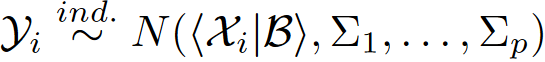 𝒴ᵢ ind.∼ N(⟨𝒳ᵢ|ℬ⟩, Σ₁, . . . , Σₚ)